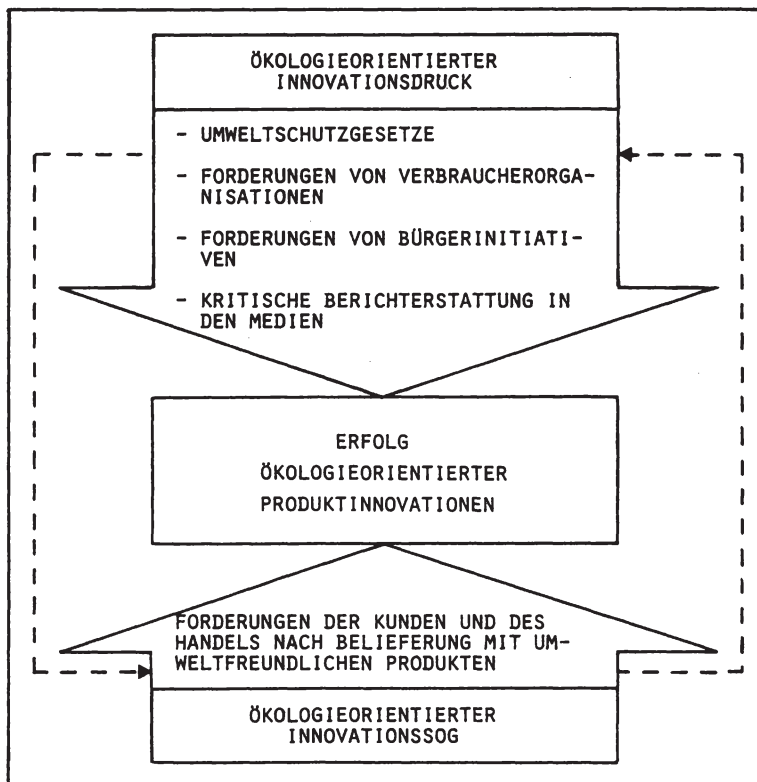 ÖKOLOGIEORIENTIERTER
INNOVATIONSDRUCK
- UMWELTSCHUTZGESETZE
- FORDERUNGEN VON VERBRAUCHERORGA-
NISATIONEN
- FORDERUNGEN VON BÜRGERINITIATI-
VEN
- KRITISCHE BERICHTERSTATTUNG IN
DEN MEDIEN
ERFOLG
ÖKOLOGIEORIENTIERTER
PRODUKTINNOVATIONEN
FORDERUNGEN DER KUNDEN UND DES
HANDELS NACH BELIEFERUNG MIT UM-
WELTFREUNDLICHEN PRODUKTEN
ÖKOLOGIEORIENTIERTER
INNOVATIONSSOG